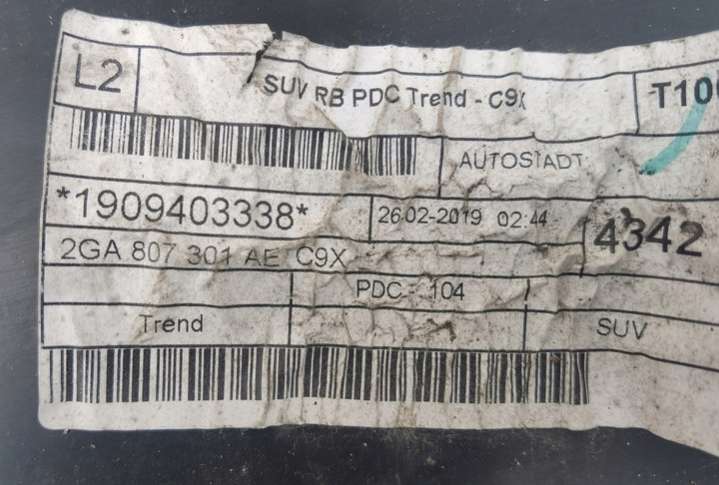 L2
SUV RB PDC Trend - C9X
AUTOSTADT
*1909403338*
26-02-2019 02:44
4342
2GA 807 301 AE C9X
PDC - 104
Trend
SUV